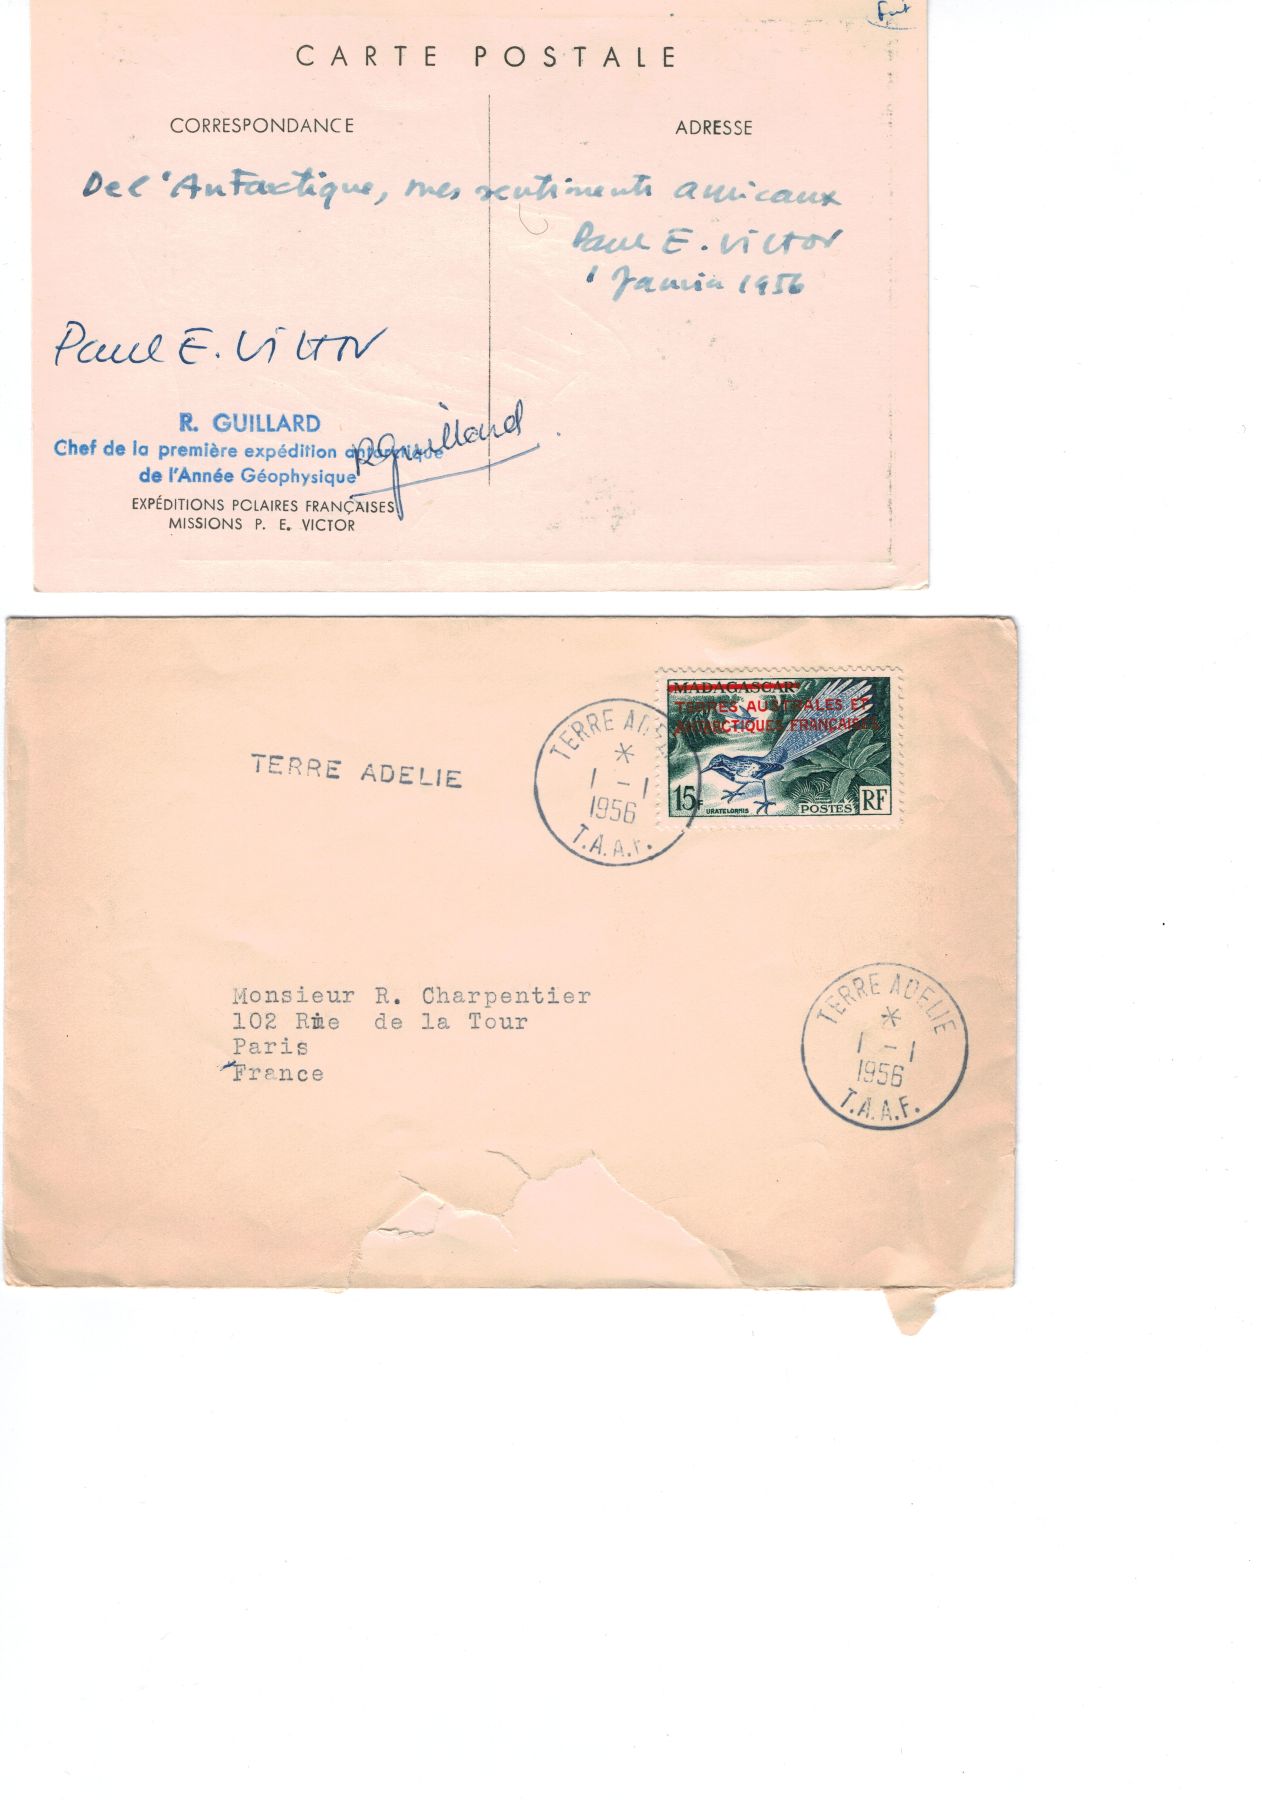 CARTE POSTALE
CORRESPONDANCE
ADRESSE
De l'Antarctique, mes sentiments amicaux
Paul E. Victor
1 Janvier 1956
Paul E. Victor
R. GUILLARD
Chef de la première expédition antarctique
de l'Année Géophysique
RGuillard
EXPÉDITIONS POLAIRES FRANÇAISES
MISSIONS P. E. VICTOR
MADAGASCAR
TERRES AUSTRALES ET
ANTARCTIQUES FRANÇAISES
15F
URATELORNIS
POSTES RF
TERRE ADELIE
1 - 1
1956
T.A.A.F.
TERRE ADELIE
Monsieur R. Charpentier
102 Rue de la Tour
Paris
France
TERRE ADELIE
1 - 1
1956
T.A.A.F.